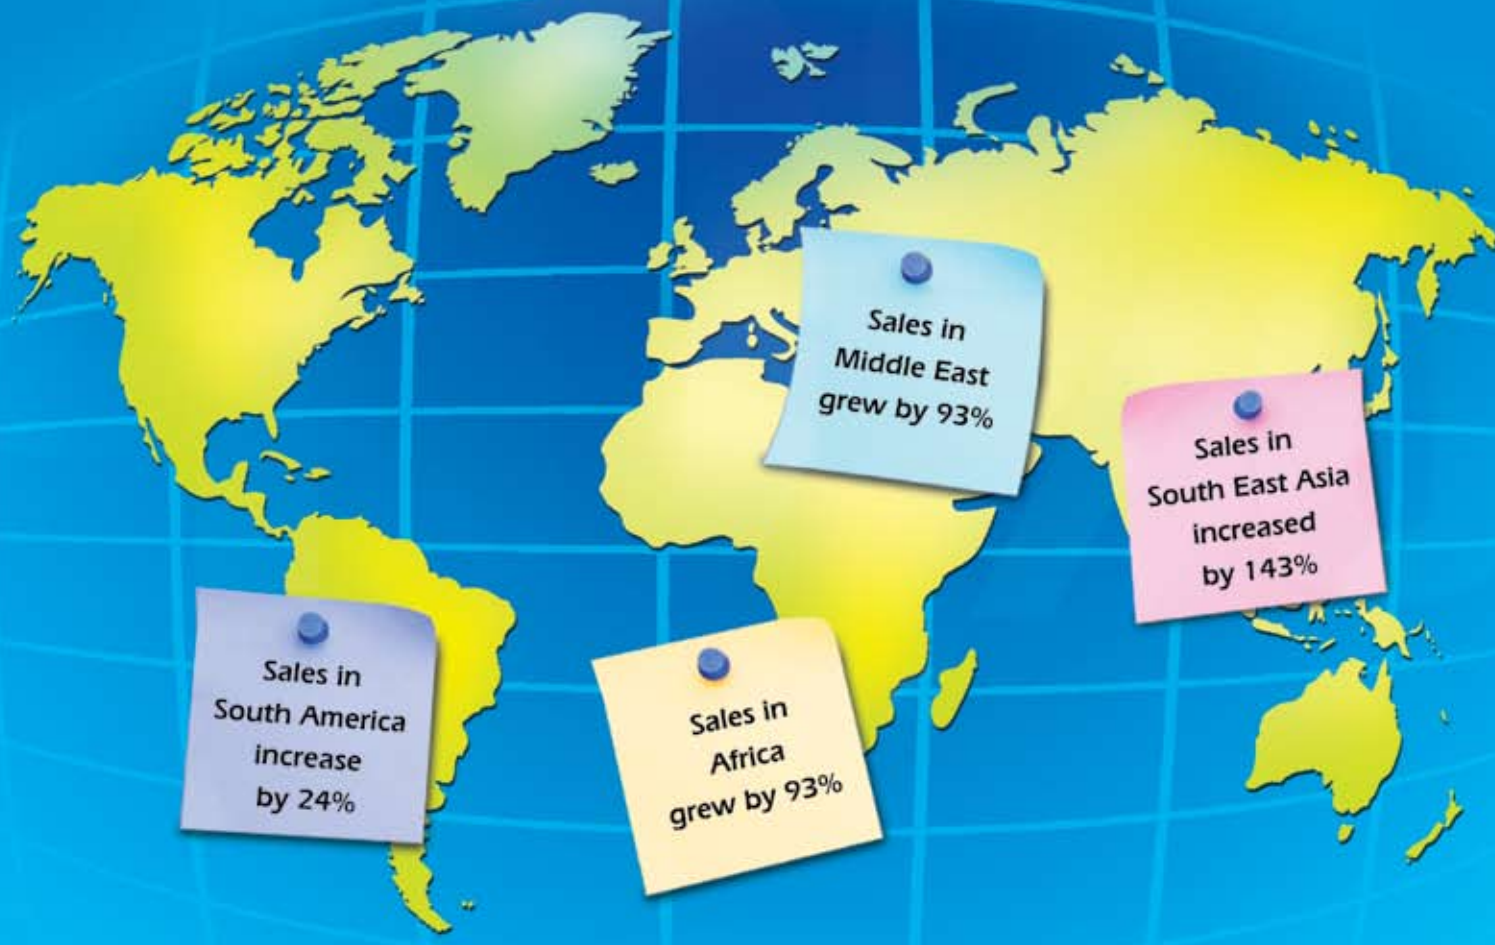 Sales in
Middle East
grew by 93%
Sales in
South East Asia
increased
by 143%
Sales in
South America
increase
by 24%
Sales in
Africa
grew by 93%